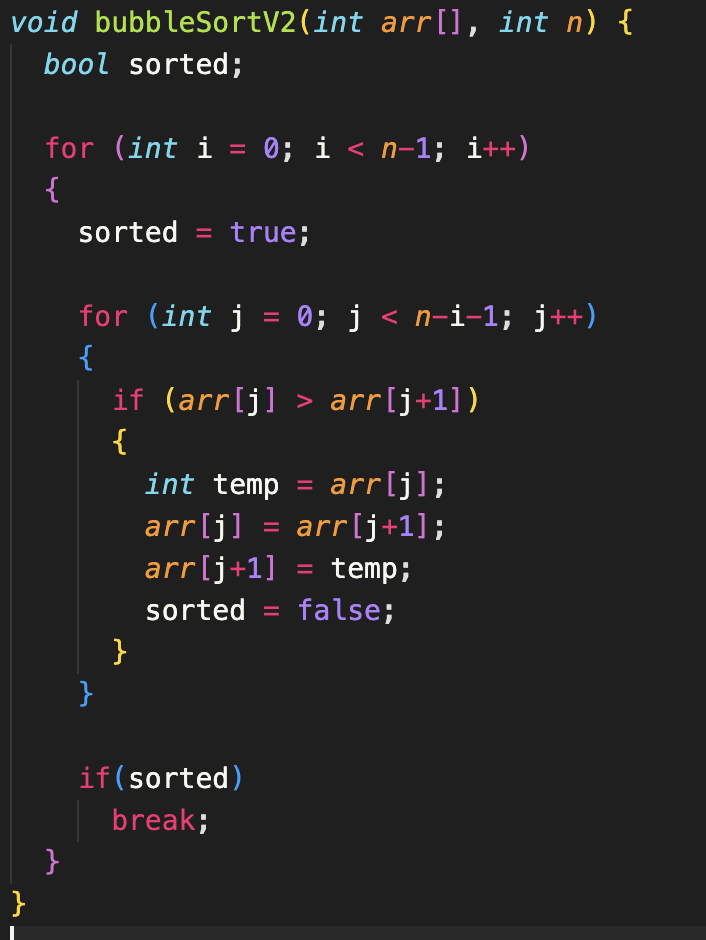 void bubbleSortV2(int arr[], int n) {
  bool sorted;

  for (int i = 0; i < n-1; i++)
  {
    sorted = true;

    for (int j = 0; j < n-i-1; j++)
    {
      if (arr[j] > arr[j+1])
      {
        int temp = arr[j];
        arr[j] = arr[j+1];
        arr[j+1] = temp;
        sorted = false;
      }
    }

    if(sorted)
      break;
  }
}